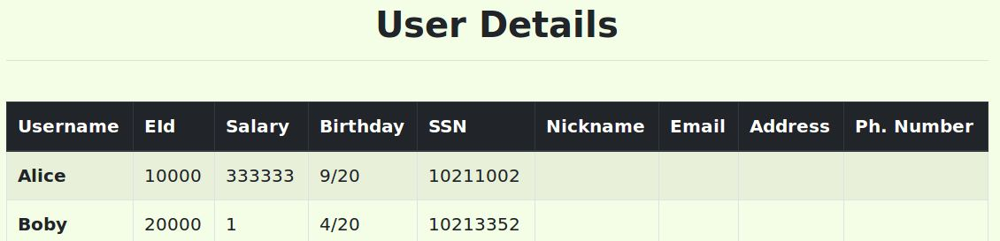 User Details
Username EId Salary Birthday SSN Nickname Email Address Ph. Number
Alice 10000 333333 9/20 10211002
Boby 20000 1 4/20 10213352